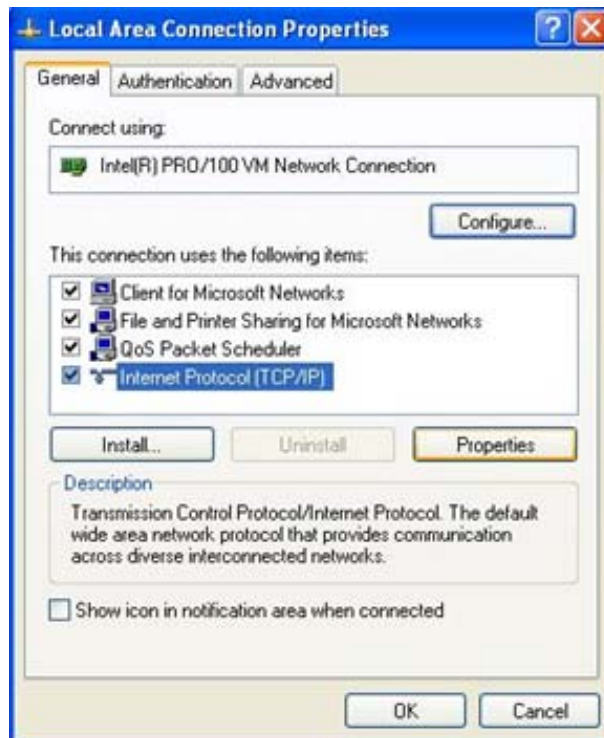 Local Area Connection Properties
General Authentication Advanced
Connect using:
Intel(R) PRO/100 VM Network Connection
Configure...
This connection uses the following items:
Client for Microsoft Networks
File and Printer Sharing for Microsoft Networks
QoS Packet Scheduler
Internet Protocol (TCP/IP)
Install... Uninstall Properties
Description
Transmission Control Protocol/Internet Protocol. The default
wide area network protocol that provides communication
across diverse interconnected networks.
Show icon in notification area when connected
OK Cancel